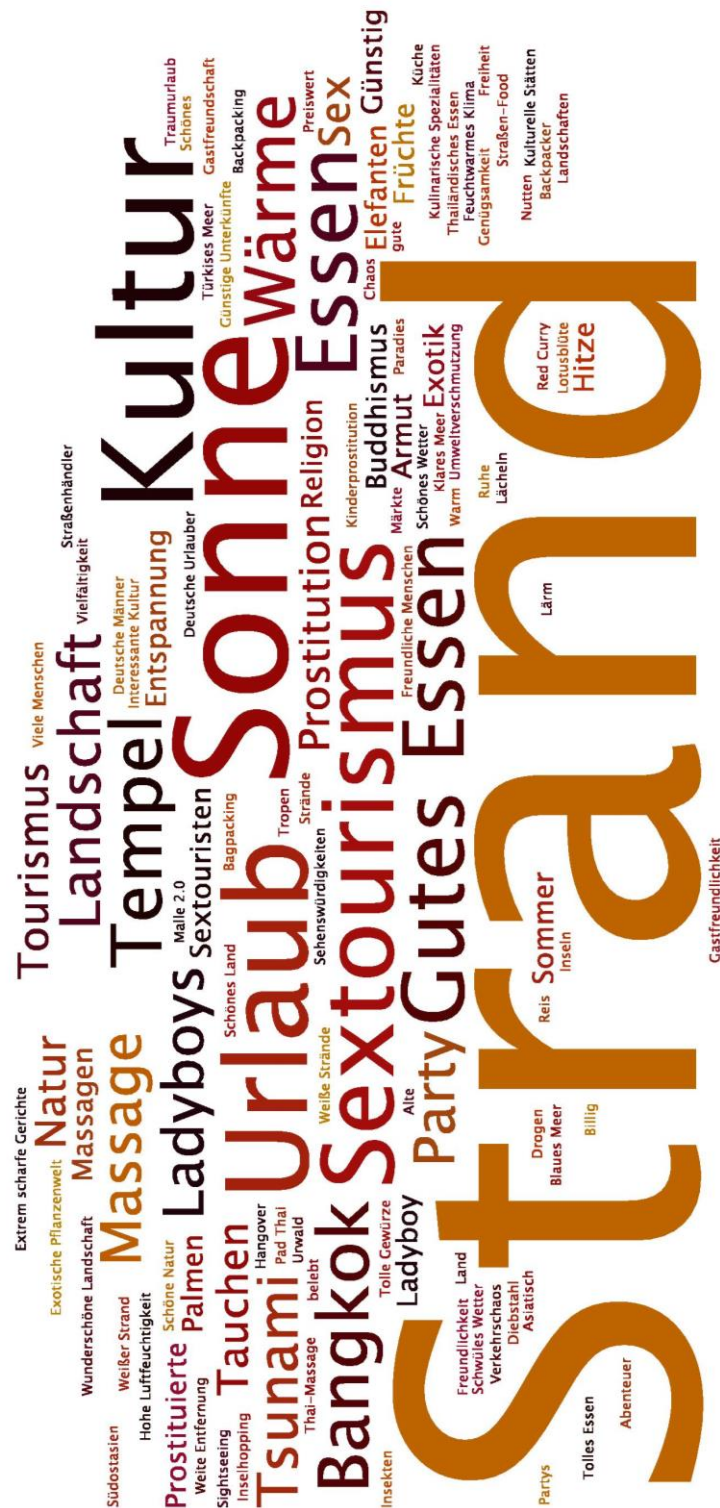 Extrem scharfe Gerichte
Tourismus
Viele Menschen
Exotische Pflanzenwelt
Natur
Landschaft
Straßenhändler
Wunderschöne Landschaft
Massagen
Vielfältigkeit
Südostasien
Weißer Strand
Massage
Tempel
Deutsche Männer
Interessante Kultur
Kultur
Hohe Luftfeuchtigkeit
Entspannung
Traumurlaub
Schönes
Schöne Natur
Prostituierte
Palmen
Ladyboys
Malle 2.0
Sextouristen
Deutsche Urlauber
Türkises Meer
Gastfreundschaft
Weite Entfernung
Sightseeing
Inselhopping
Tauchen
Schönes Land
Bagpacking
Sonne
Günstige Unterkünfte
Backpacking
Tsunami
Hangover
Pad Thai
Urwald
Urlaub
Tropen
Strände
wärme
Thai-Massage
belebt
Sehenswürdigkeiten
Prostitution
Religion
Essen
Preiswert
Sex
Bangkok
Weiße Strände
Sextourismus
Kinderprostitution
Buddhismus
Chaos
Elefanten
Günstig
Insekten
Tolle Gewürze
Märkte
Armut
Paradies
gute
Früchte
Küche
Ladyboy
Alte
Party
Gutes Essen
Freundliche Menschen
Schönes Wetter
Klares Meer
Exotik
Warm
Umweltverschmutzung
Kulinarische Spezialitäten
Thailändisches Essen
Feuchtwarmes Klima
Genügsamkeit
Freiheit
Straßen-Food
Strand
Freundlichkeit
Land
Schwüles Wetter
Verkehrschaos
Diebstahl
Asiatisch
Ruhe
Lächeln
Nutten
Kulturelle Stätten
Backpacker
Landschaften
Partys
Drogen
Blaues Meer
Reis
Sommer
Inseln
Lärm
Red Curry
Lotusblüte
Hitze
Tolles Essen
Billig
Abenteuer
Gastfreundlichkeit